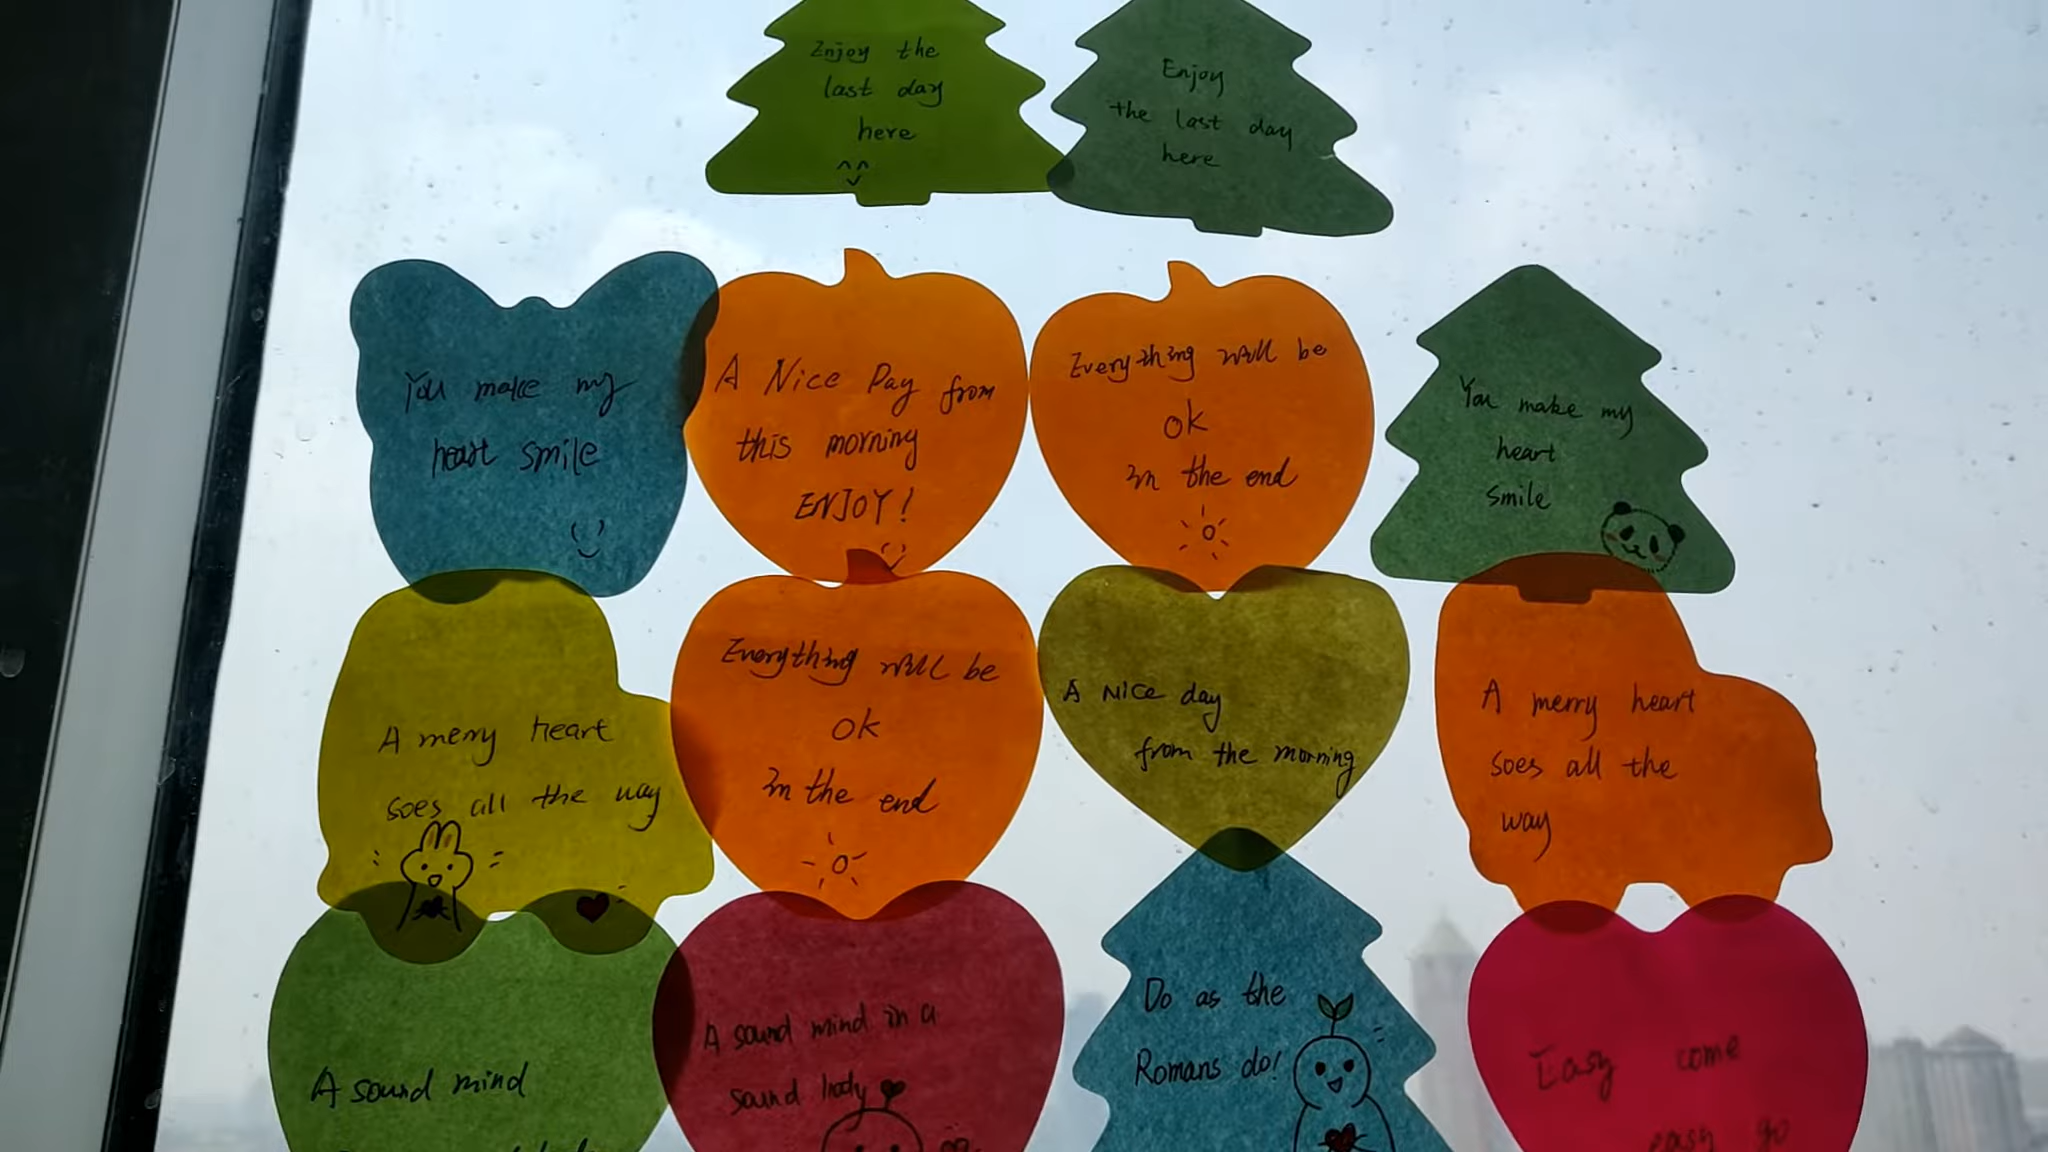 Enjoy the
last day
here
Enjoy
the last day
here
You make my
heart smile
A Nice Day from
this morning
ENJOY!
Everything will be
ok
in the end
You make my
heart
smile
A merry heart
goes all the way
Everything will be
ok
in the end
A Nice day
from the morning
A merry heart
goes all the
way
A sound mind
A sound mind in a
sound body
Do as the
Romans do!
Easy come
easy go